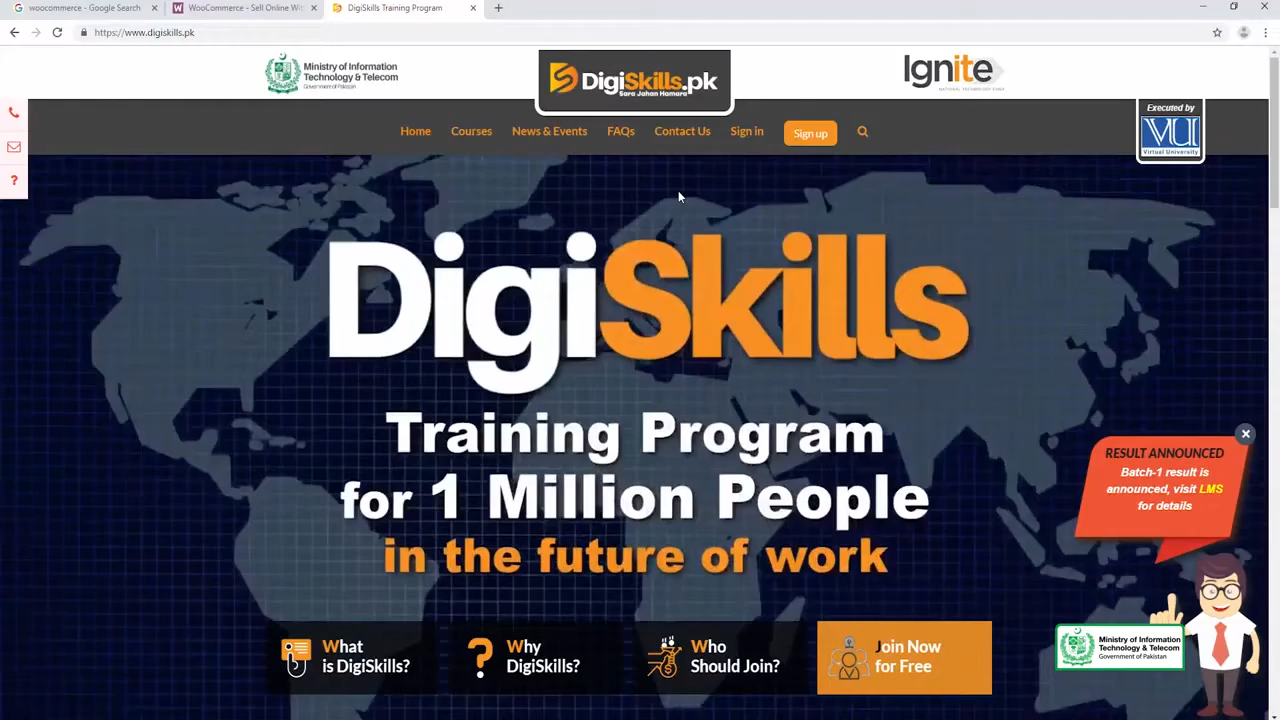 woocommerce - Google Search
WooCommerce - Sell Online Wit
DigiSkills Training Program
https://www.digiskills.pk
Ministry of Information
Technology & Telecom
Government of Pakistan
DigiSkills.pk
Sara Jahan Hamara
Ignite
NATIONAL TECHNOLOGY FUND
Home
Courses
News & Events
FAQs
Contact Us
Sign in
Sign up
Executed by
VU
Virtual University
?
DigiSkills
Training Program
for 1 Million People
in the future of work
RESULT ANNOUNCED
Batch-1 result is
announced, visit LMS
for details
What
is DigiSkills?
Why
DigiSkills?
Who
Should Join?
Join Now
for Free
Ministry of Information
Technology & Telecom
Government of Pakistan